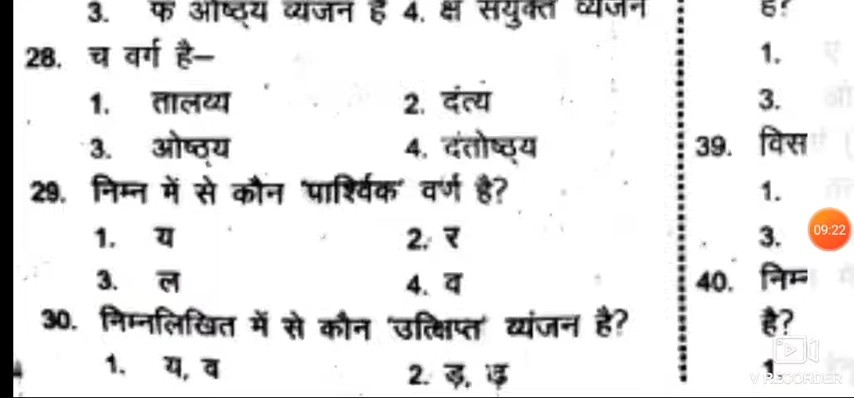 3. फ ओष्ठ्य व्यंजन है 4. क्ष संयुक्त व्यंजन
28. च वर्ग है–
1. तालव्य 2. दंत्य
3. ओष्ठ्य 4. दंतोष्ठ्य
29. निम्न में से कौन 'पार्श्विक' वर्ण है?
1. य 2. र
3. ल 4. व
30. निम्नलिखित में से कौन 'उत्क्षिप्त' व्यंजन है?
1. य, व 2. ड़, ढ़
है?
1.
3.
39. विस
1.
3.
40. निम्न
है?
1.
09:22
V RECORDER